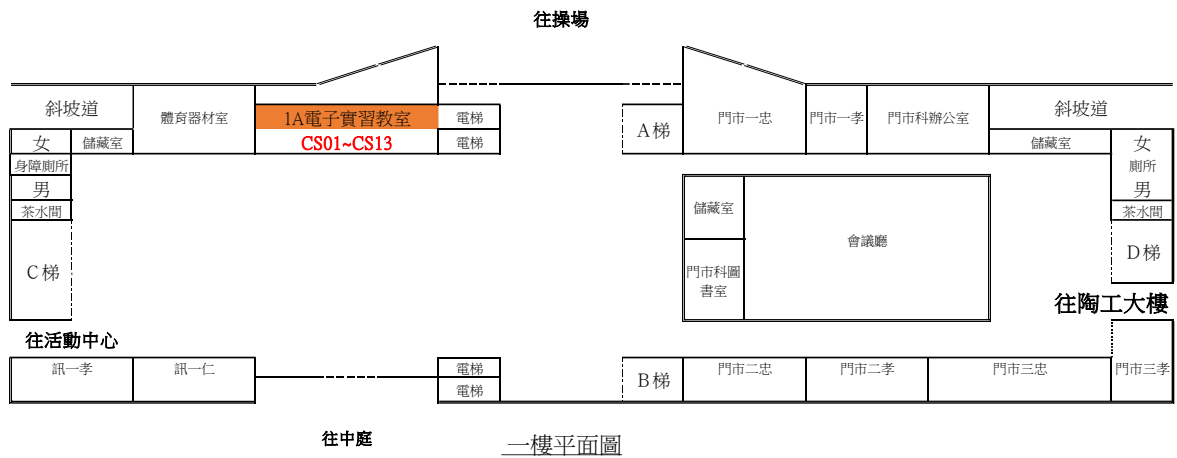 往操場
斜坡道
體育器材室
1A電子實習教室
電梯
A梯
門市一忠
門市一孝
門市科辦公室
斜坡道
女
儲藏室
CS01~CS13
電梯
儲藏室
女
身障廁所
廁所
男
男
茶水間
茶水間
儲藏室
會議廳
C梯
D梯
門市科圖
書室
往陶工大樓
往活動中心
訊一孝
訊一仁
電梯
電梯
B梯
門市二忠
門市二孝
門市三忠
門市三孝
往中庭
一樓平面圖